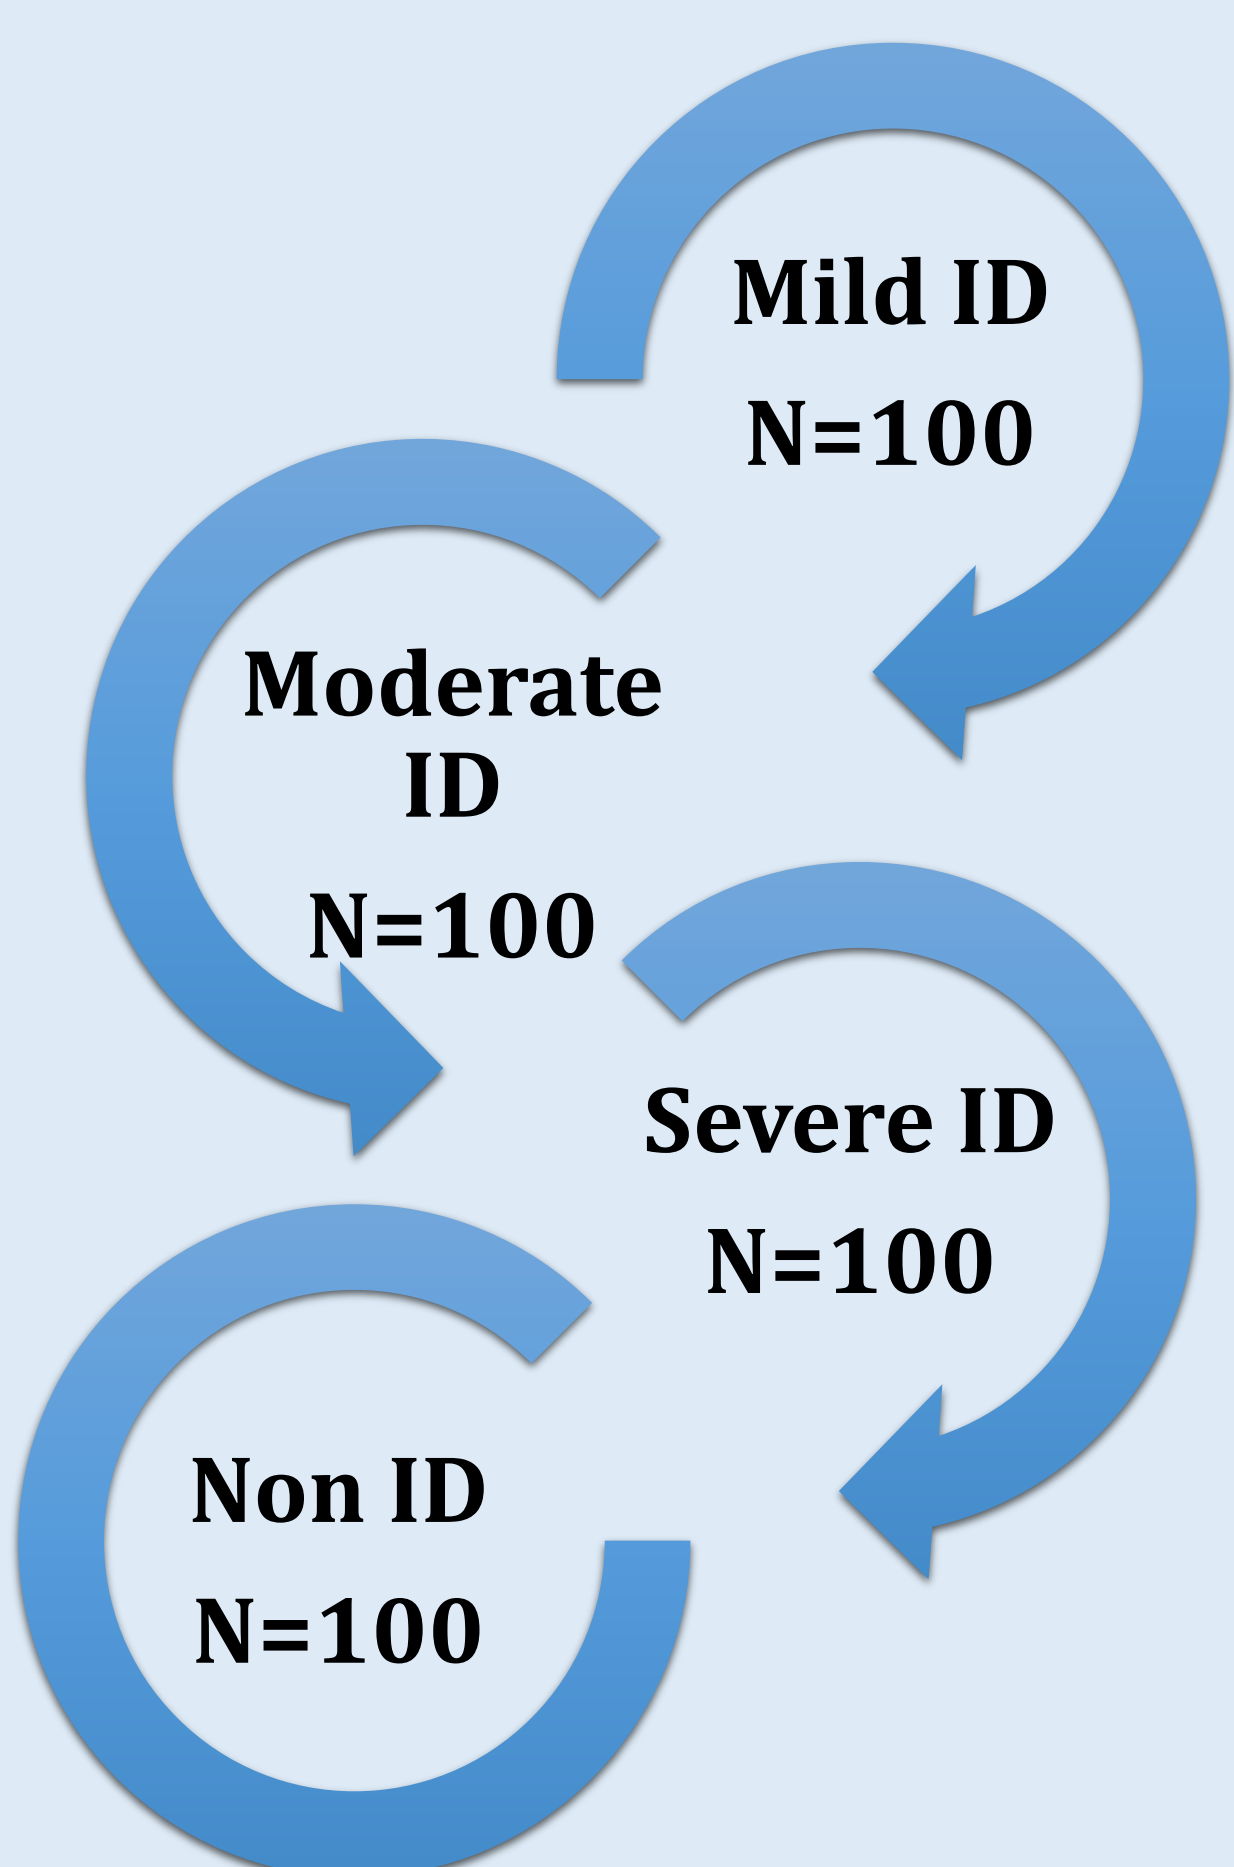 Mild ID
N=100
Moderate
ID
N=100
Severe ID
N=100
Non ID
N=100